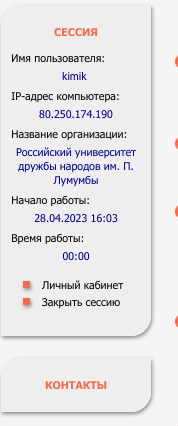 СЕССИЯ
Имя пользователя:
kimik
IP-адрес компьютера:
80.250.174.190
Название организации:
Российский университет
дружбы народов им. П.
Лумумбы
Начало работы:
28.04.2023 16:03
Время работы:
00:00
Личный кабинет
Закрыть сессию
КОНТАКТЫ